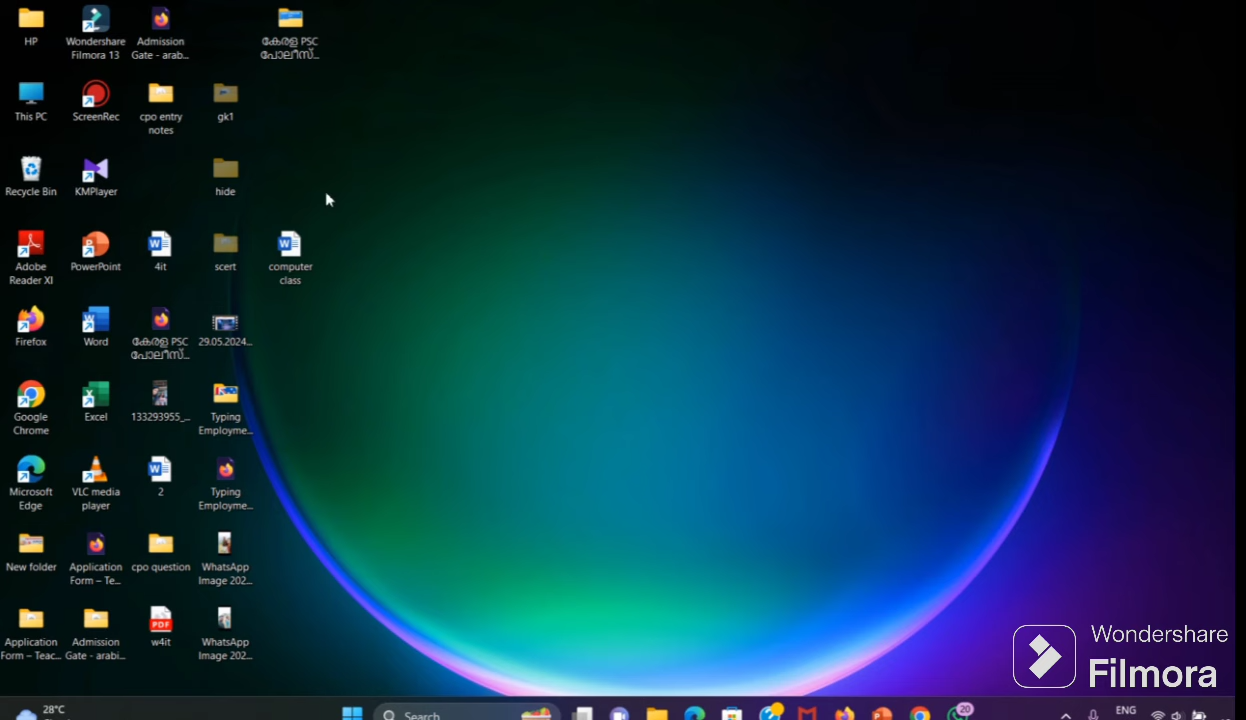 HP
Wondershare
Filmora 13
Admission
Gate - arab...
കേരള PSC
പോലീസ്...
This PC
ScreenRec
cpo entry
notes
gk1
Recycle Bin
KMPlayer
hide
Adobe
Reader XI
PowerPoint
4it
scert
computer
class
Firefox
Word
കേരള PSC
പോലീസ്...
29.05.2024...
Google
Chrome
Excel
133293955_...
Typing
Employme...
Microsoft
Edge
VLC media
player
2
Typing
Employme...
New folder
Application
Form – Te...
cpo question
WhatsApp
Image 202...
Application
Form – Teac...
Admission
Gate - arabi...
PDF
w4it
WhatsApp
Image 202...
Wondershare
Filmora
28°C
Search
20
ENG